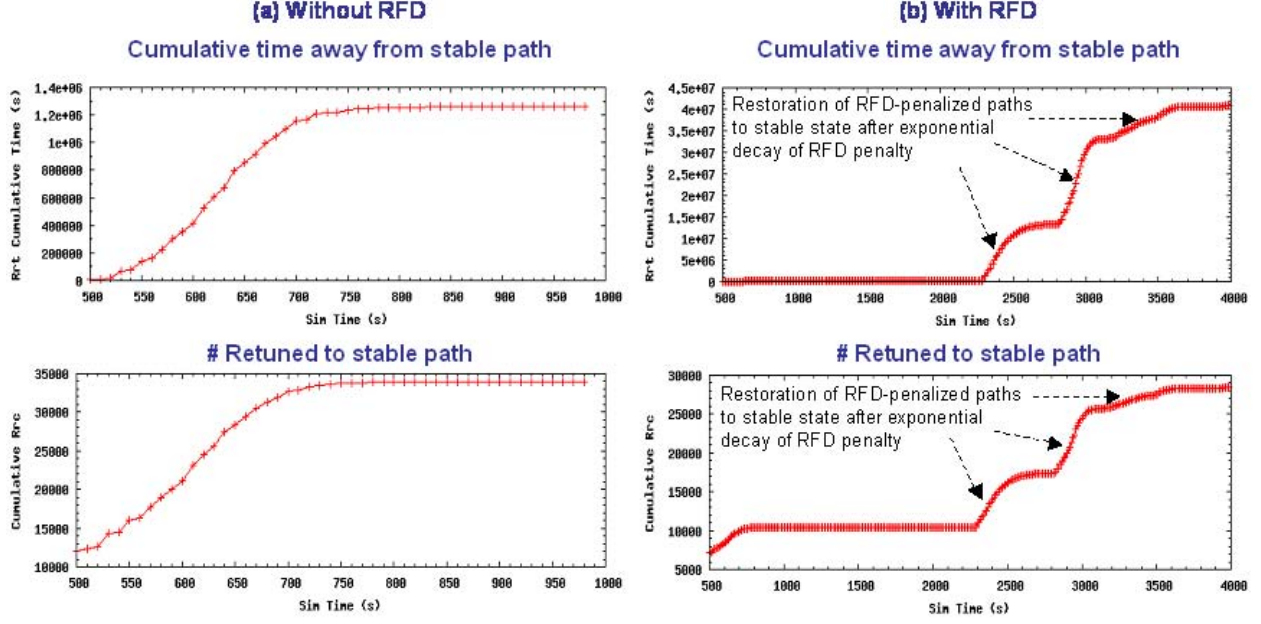 (a) Without RFD
Cumulative time away from stable path
Rrt Cumulative Time (s)
1.4e+06
1.2e+06
1e+06
800000
600000
400000
200000
0
500 550 600 650 700 750 800 850 900 950 1000
Sim Time (s)
# Retuned to stable path
Cumulative Rrc
35000
30000
25000
20000
15000
10000
500 550 600 650 700 750 800 850 900 950 1000
Sim Time (s)
(b) With RFD
Cumulative time away from stable path
Rrt Cumulative Time (s)
4.5e+07
4e+07
3.5e+07
3e+07
2.5e+07
2e+07
1.5e+07
1e+07
5e+06
0
Restoration of RFD-penalized paths
to stable state after exponential
decay of RFD penalty
500 1000 1500 2000 2500 3000 3500 4000
Sim Time (s)
# Retuned to stable path
Cumulative Rrc
30000
25000
20000
15000
10000
5000
Restoration of RFD-penalized paths
to stable state after exponential
decay of RFD penalty
500 1000 1500 2000 2500 3000 3500 4000
Sim Time (s)